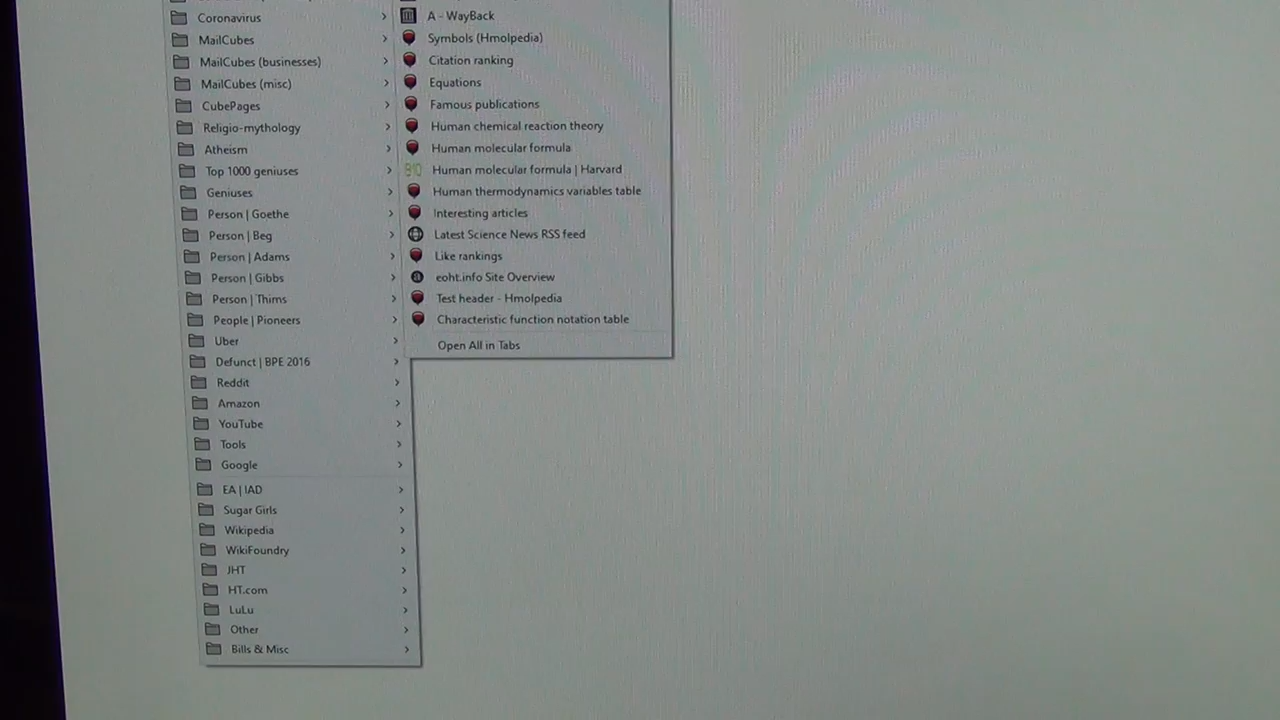 Coronavirus
MailCubes
MailCubes (businesses)
MailCubes (misc)
CubePages
Religio-mythology
Atheism
Top 1000 geniuses
Geniuses
Person | Goethe
Person | Beg
Person | Adams
Person | Gibbs
Person | Thims
People | Pioneers
Uber
Defunct | BPE 2016
Reddit
Amazon
YouTube
Tools
Google
EA | IAD
Sugar Girls
Wikipedia
WikiFoundry
JHT
HT.com
LuLu
Other
Bills & Misc
A - WayBack
Symbols (Hmolpedia)
Citation ranking
Equations
Famous publications
Human chemical reaction theory
Human molecular formula
Human molecular formula | Harvard
Human thermodynamics variables table
Interesting articles
Latest Science News RSS feed
Like rankings
eoht.info Site Overview
Test header - Hmolpedia
Characteristic function notation table
Open All in Tabs